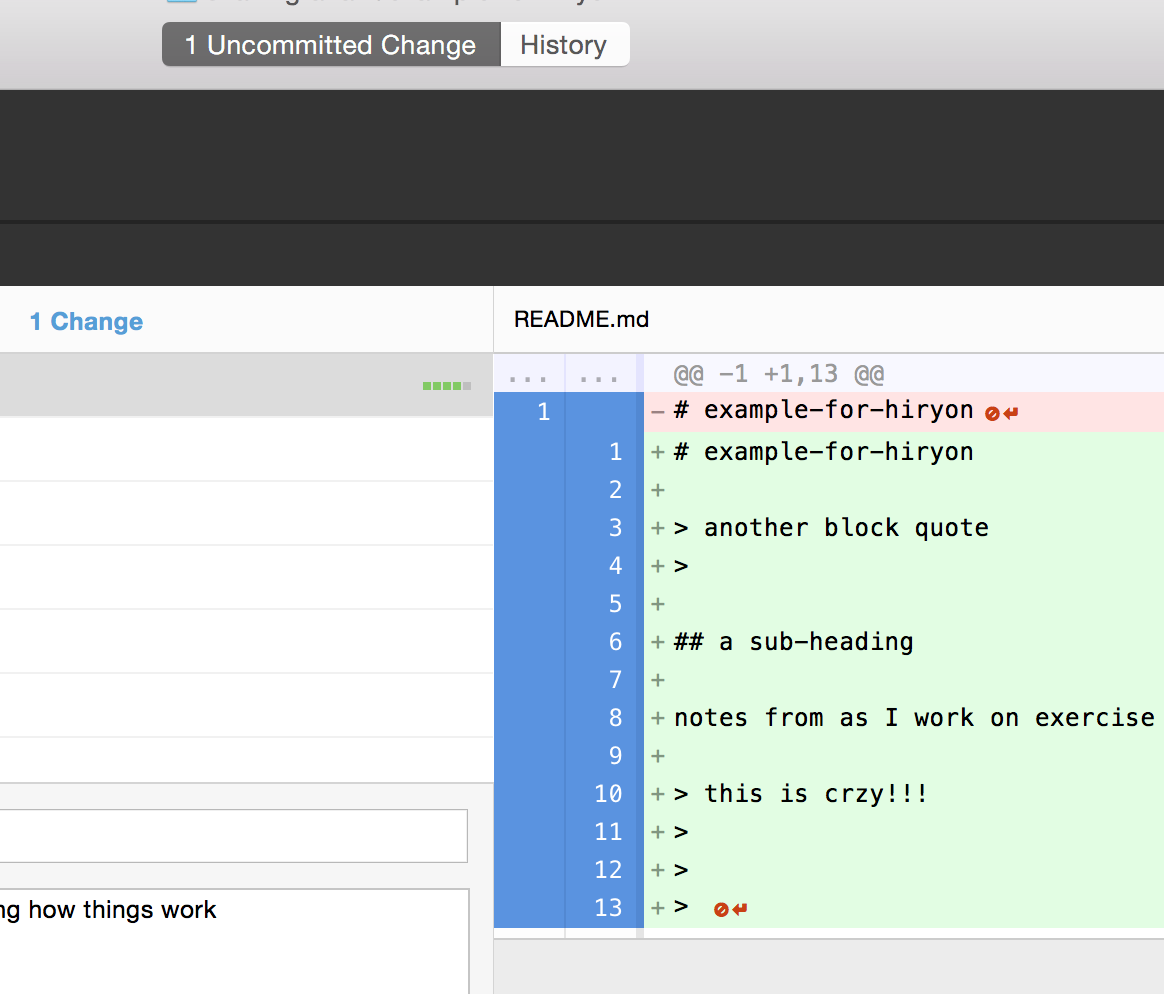 1 Uncommitted Change History
1 Change
README.md
... ... @@ -1 +1,13 @@
1 - # example-for-hiryon
1 + # example-for-hiryon
2 +
3 + > another block quote
4 + >
5 +
6 + ## a sub-heading
7 +
8 + notes from as I work on exercise
9 +
10 + > this is crzy!!!
11 + >
12 + >
13 + >
how things work